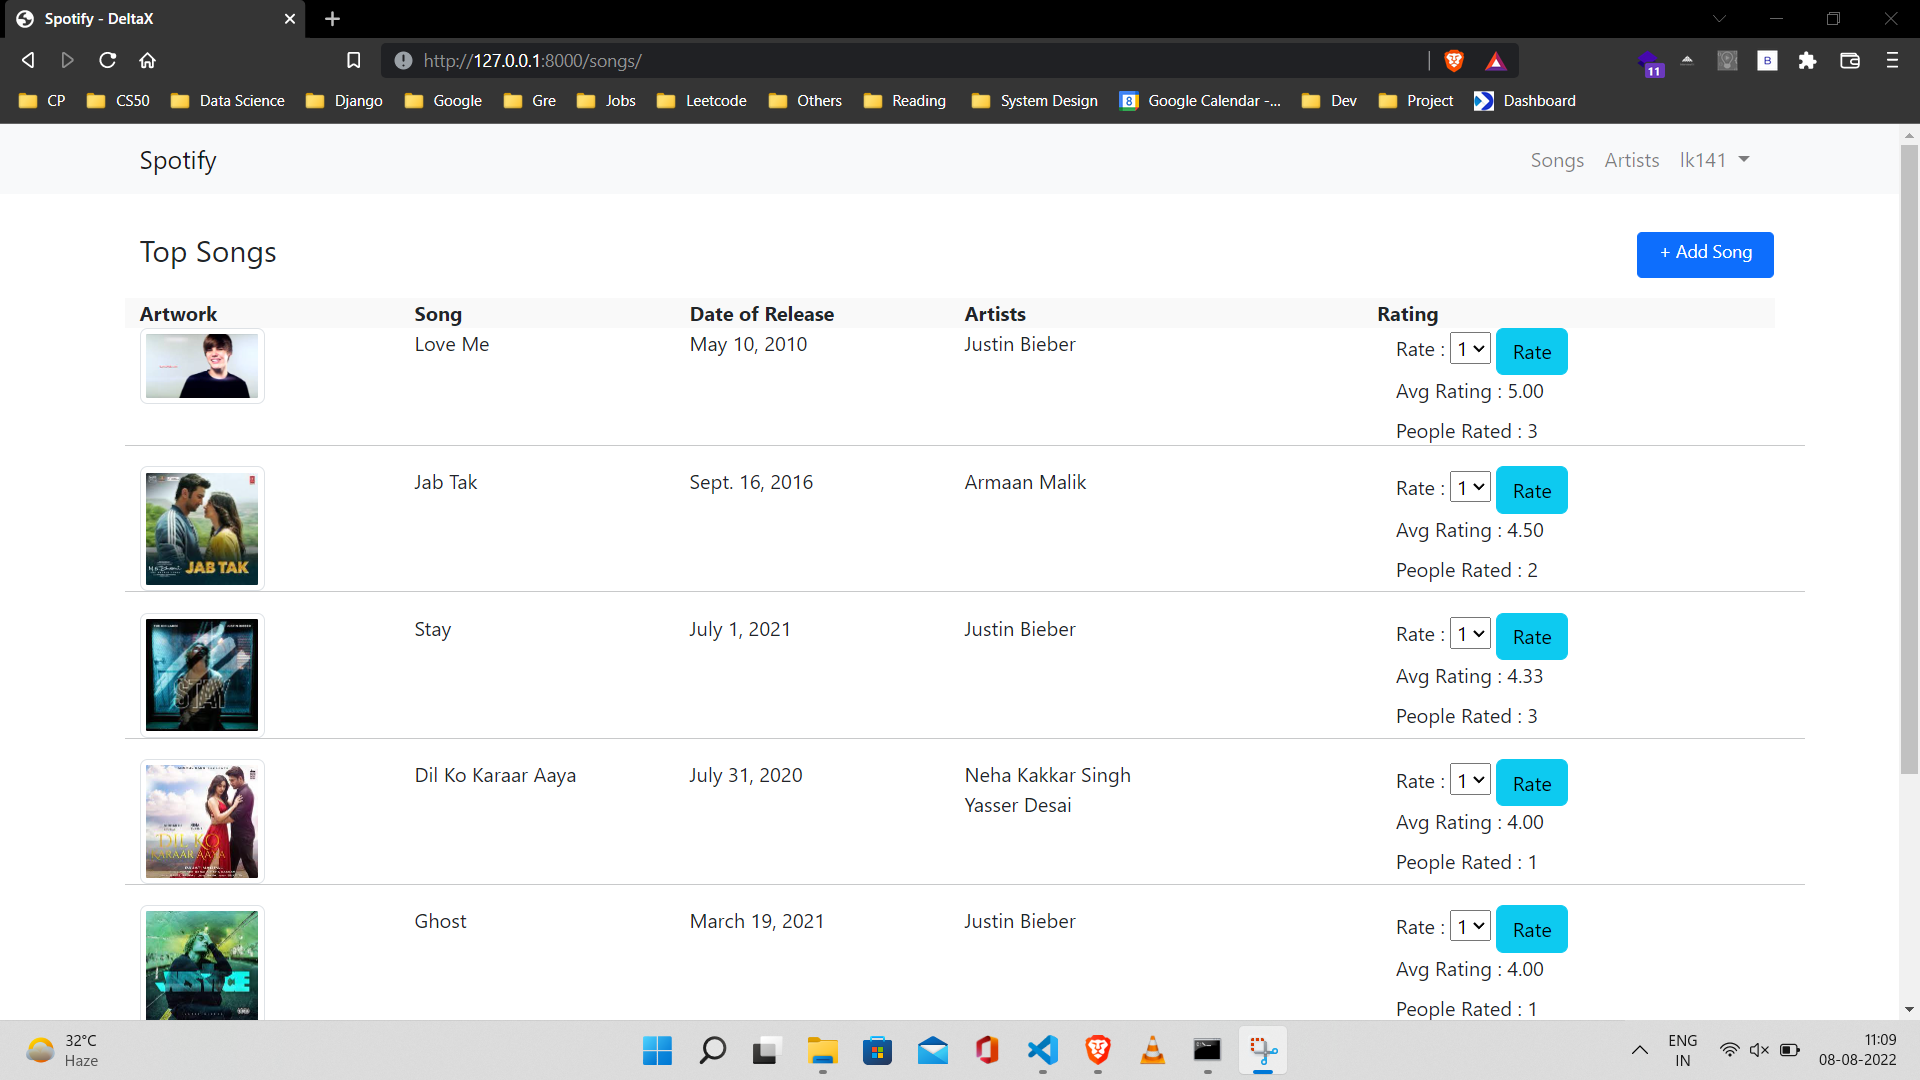 Spotify - DeltaX
http://127.0.0.1:8000/songs/
11
B
CP CS50 Data Science Django Google Gre Jobs Leetcode Others Reading System Design 8 Google Calendar -... Dev Project Dashboard
Spotify Songs Artists lk141
Top Songs + Add Song
Artwork Song Date of Release Artists Rating
Love Me May 10, 2010 Justin Bieber Rate : 1 Rate
Avg Rating : 5.00
People Rated : 3
Jab Tak Sept. 16, 2016 Armaan Malik Rate : 1 Rate
Avg Rating : 4.50
JAB TAK
People Rated : 2
Stay July 1, 2021 Justin Bieber Rate : 1 Rate
Avg Rating : 4.33
STAY
People Rated : 3
Dil Ko Karaar Aaya July 31, 2020 Neha Kakkar Singh Rate : 1 Rate
Yasser Desai
Avg Rating : 4.00
DIL KO
KARAAR AAYA
People Rated : 1
Ghost March 19, 2021 Justin Bieber Rate : 1 Rate
Avg Rating : 4.00
JUSTICE
People Rated : 1
32°C
Haze
ENG
IN
11:09
08-08-2022